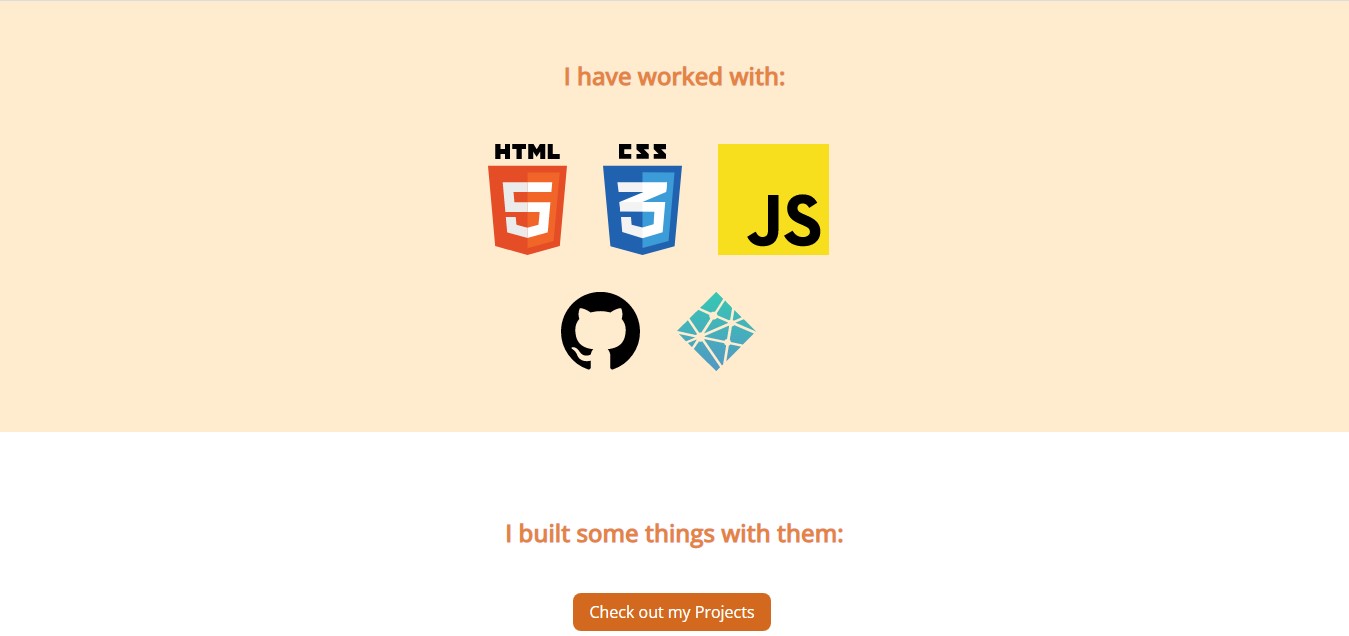 I have worked with:
HTML CSS
5 3 JS
I built some things with them:
Check out my Projects